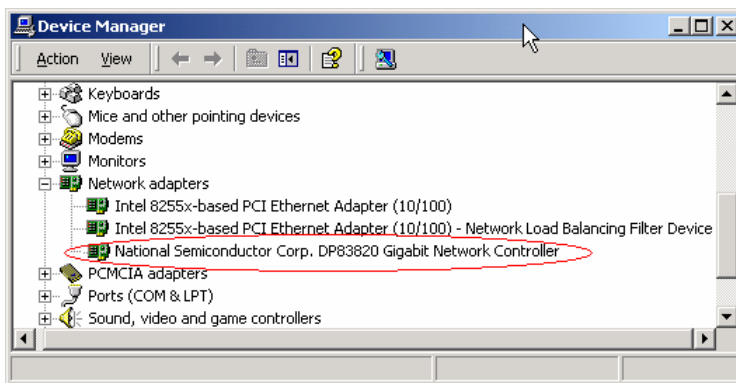 Device Manager
Action View
Keyboards
Mice and other pointing devices
Modems
Monitors
Network adapters
Intel 8255x-based PCI Ethernet Adapter (10/100)
Intel 8255x-based PCI Ethernet Adapter (10/100) - Network Load Balancing Filter Device
National Semiconductor Corp. DP83820 Gigabit Network Controller
PCMCIA adapters
Ports (COM & LPT)
Sound, video and game controllers